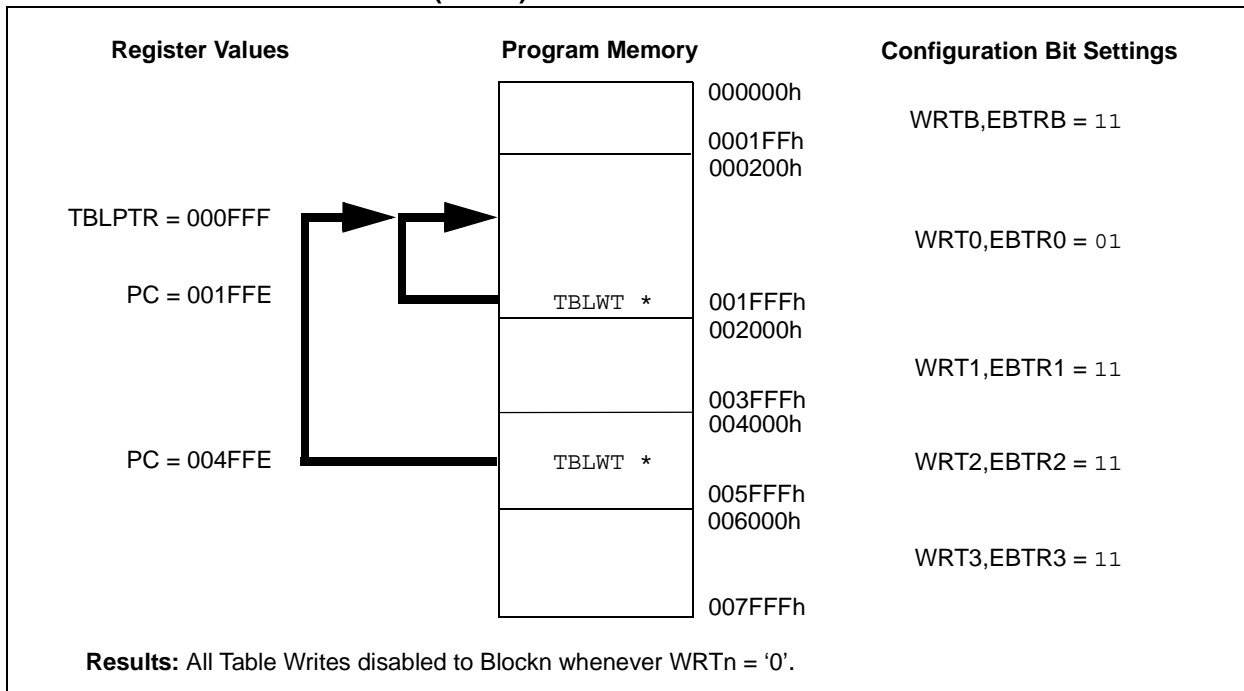 Register Values
Program Memory
Configuration Bit Settings
000000h
WRTB,EBTRB = 11
0001FFh
000200h
TBLPTR = 000FFF
WRT0,EBTR0 = 01
PC = 001FFE
TBLWT *
001FFFh
002000h
WRT1,EBTR1 = 11
003FFFh
004000h
PC = 004FFE
TBLWT *
WRT2,EBTR2 = 11
005FFFh
006000h
WRT3,EBTR3 = 11
007FFFh
Results: All Table Writes disabled to Blockn whenever WRTn = ‘0’.